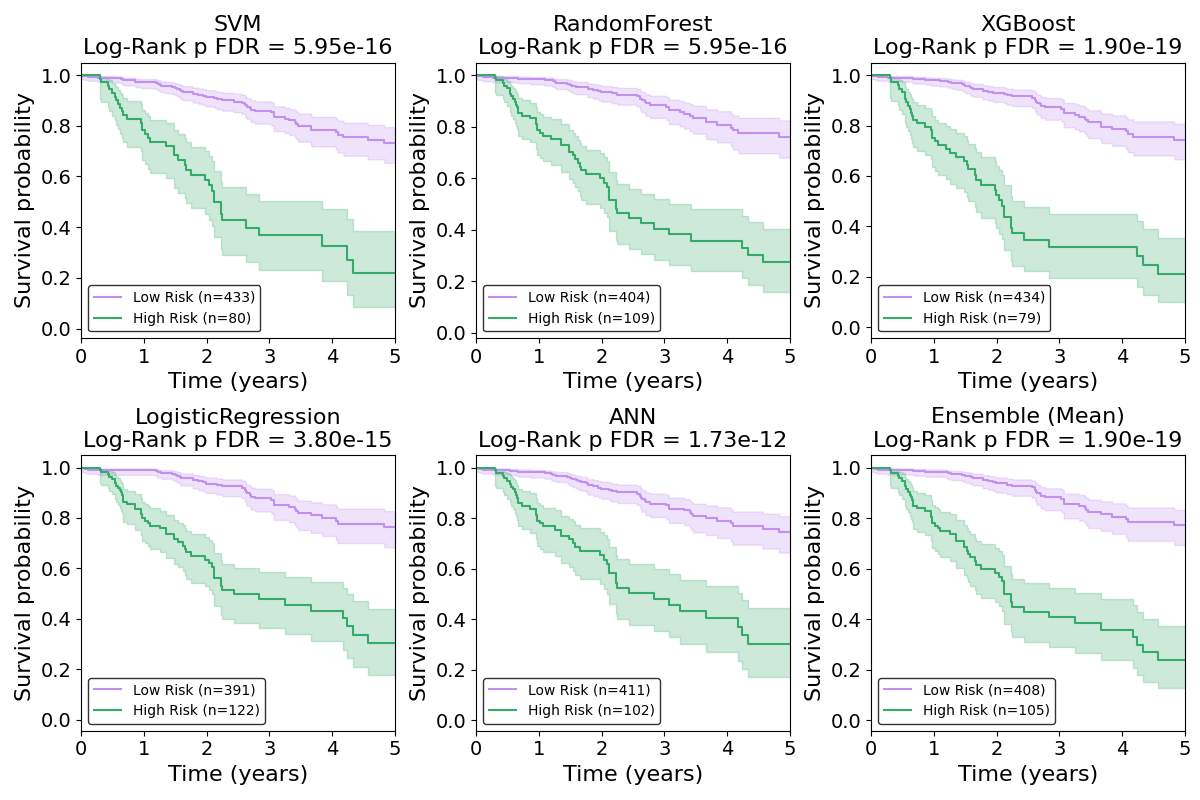 SVM
Log-Rank p FDR = 5.95e-16
Survival probability
1.0
0.8
0.6
0.4
0.2
0.0
Low Risk (n=433)
High Risk (n=80)
0 1 2 3 4 5
Time (years)
RandomForest
Log-Rank p FDR = 5.95e-16
Survival probability
1.0
0.8
0.6
0.4
0.2
0.0
Low Risk (n=404)
High Risk (n=109)
0 1 2 3 4 5
Time (years)
XGBoost
Log-Rank p FDR = 1.90e-19
Survival probability
1.0
0.8
0.6
0.4
0.2
0.0
Low Risk (n=434)
High Risk (n=79)
0 1 2 3 4 5
Time (years)
LogisticRegression
Log-Rank p FDR = 3.80e-15
Survival probability
1.0
0.8
0.6
0.4
0.2
0.0
Low Risk (n=391)
High Risk (n=122)
0 1 2 3 4 5
Time (years)
ANN
Log-Rank p FDR = 1.73e-12
Survival probability
1.0
0.8
0.6
0.4
0.2
0.0
Low Risk (n=411)
High Risk (n=102)
0 1 2 3 4 5
Time (years)
Ensemble (Mean)
Log-Rank p FDR = 1.90e-19
Survival probability
1.0
0.8
0.6
0.4
0.2
0.0
Low Risk (n=408)
High Risk (n=105)
0 1 2 3 4 5
Time (years)